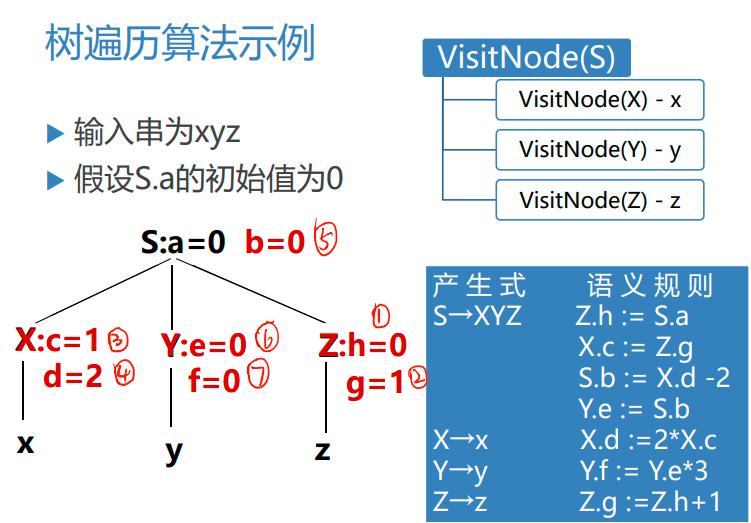 树遍历算法示例
▶ 输入串为xyz
▶ 假设S.a的初始值为0
VisitNode(S)
VisitNode(X) - x
VisitNode(Y) - y
VisitNode(Z) - z
S:a=0 b=0 ⑤
①
X:c=1 ③ Y:e=0 ⑥ Z:h=0
d=2 ④ f=0 ⑦ g=1 ②
x y z
产生式 语义规则
S→XYZ Z.h := S.a
X.c := Z.g
S.b := X.d -2
Y.e := S.b
X→x X.d :=2*X.c
Y→y Y.f := Y.e*3
Z→z Z.g :=Z.h+1